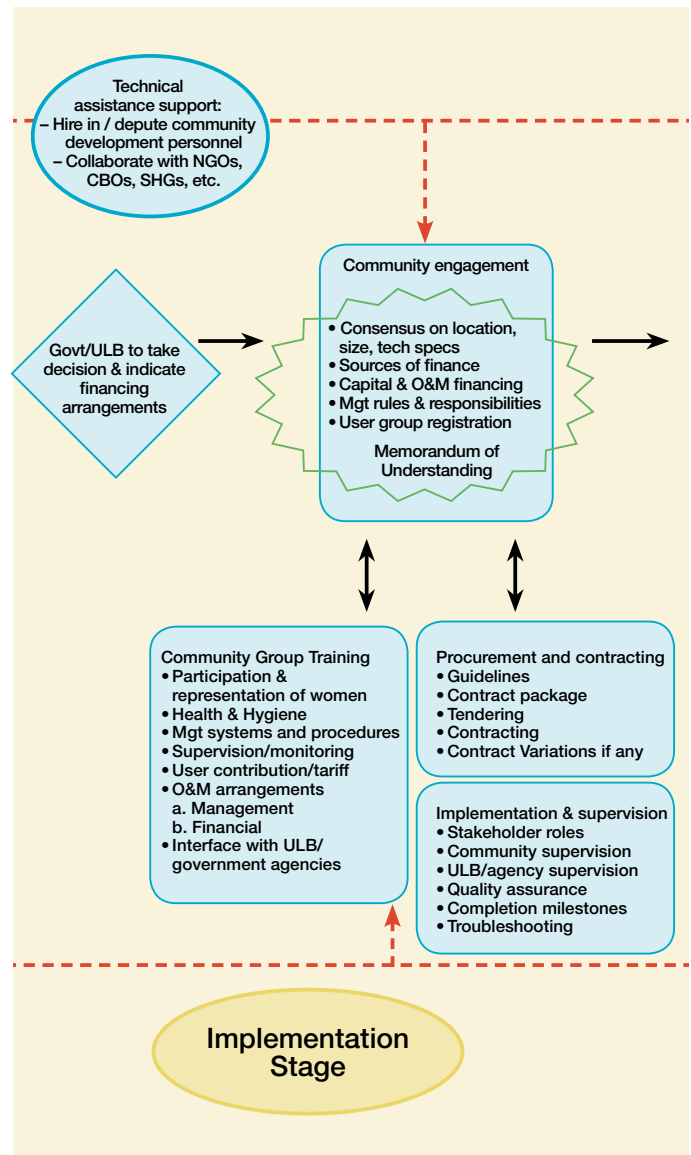 Technical
assistance support:
– Hire in / depute community
development personnel
– Collaborate with NGOs,
CBOs, SHGs, etc.
Community engagement
Govt/ULB to take
decision & indicate
financing
arrangements
• Consensus on location,
size, tech specs
• Sources of finance
• Capital & O&M financing
• Mgt rules & responsibilities
• User group registration
Memorandum of
Understanding
Community Group Training
• Participation &
representation of women
• Health & Hygiene
• Mgt systems and procedures
• Supervision/monitoring
• User contribution/tariff
• O&M arrangements
a. Management
b. Financial
• Interface with ULB/
government agencies
Procurement and contracting
• Guidelines
• Contract package
• Tendering
• Contracting
• Contract Variations if any
Implementation & supervision
• Stakeholder roles
• Community supervision
• ULB/agency supervision
• Quality assurance
• Completion milestones
• Troubleshooting
Implementation
Stage